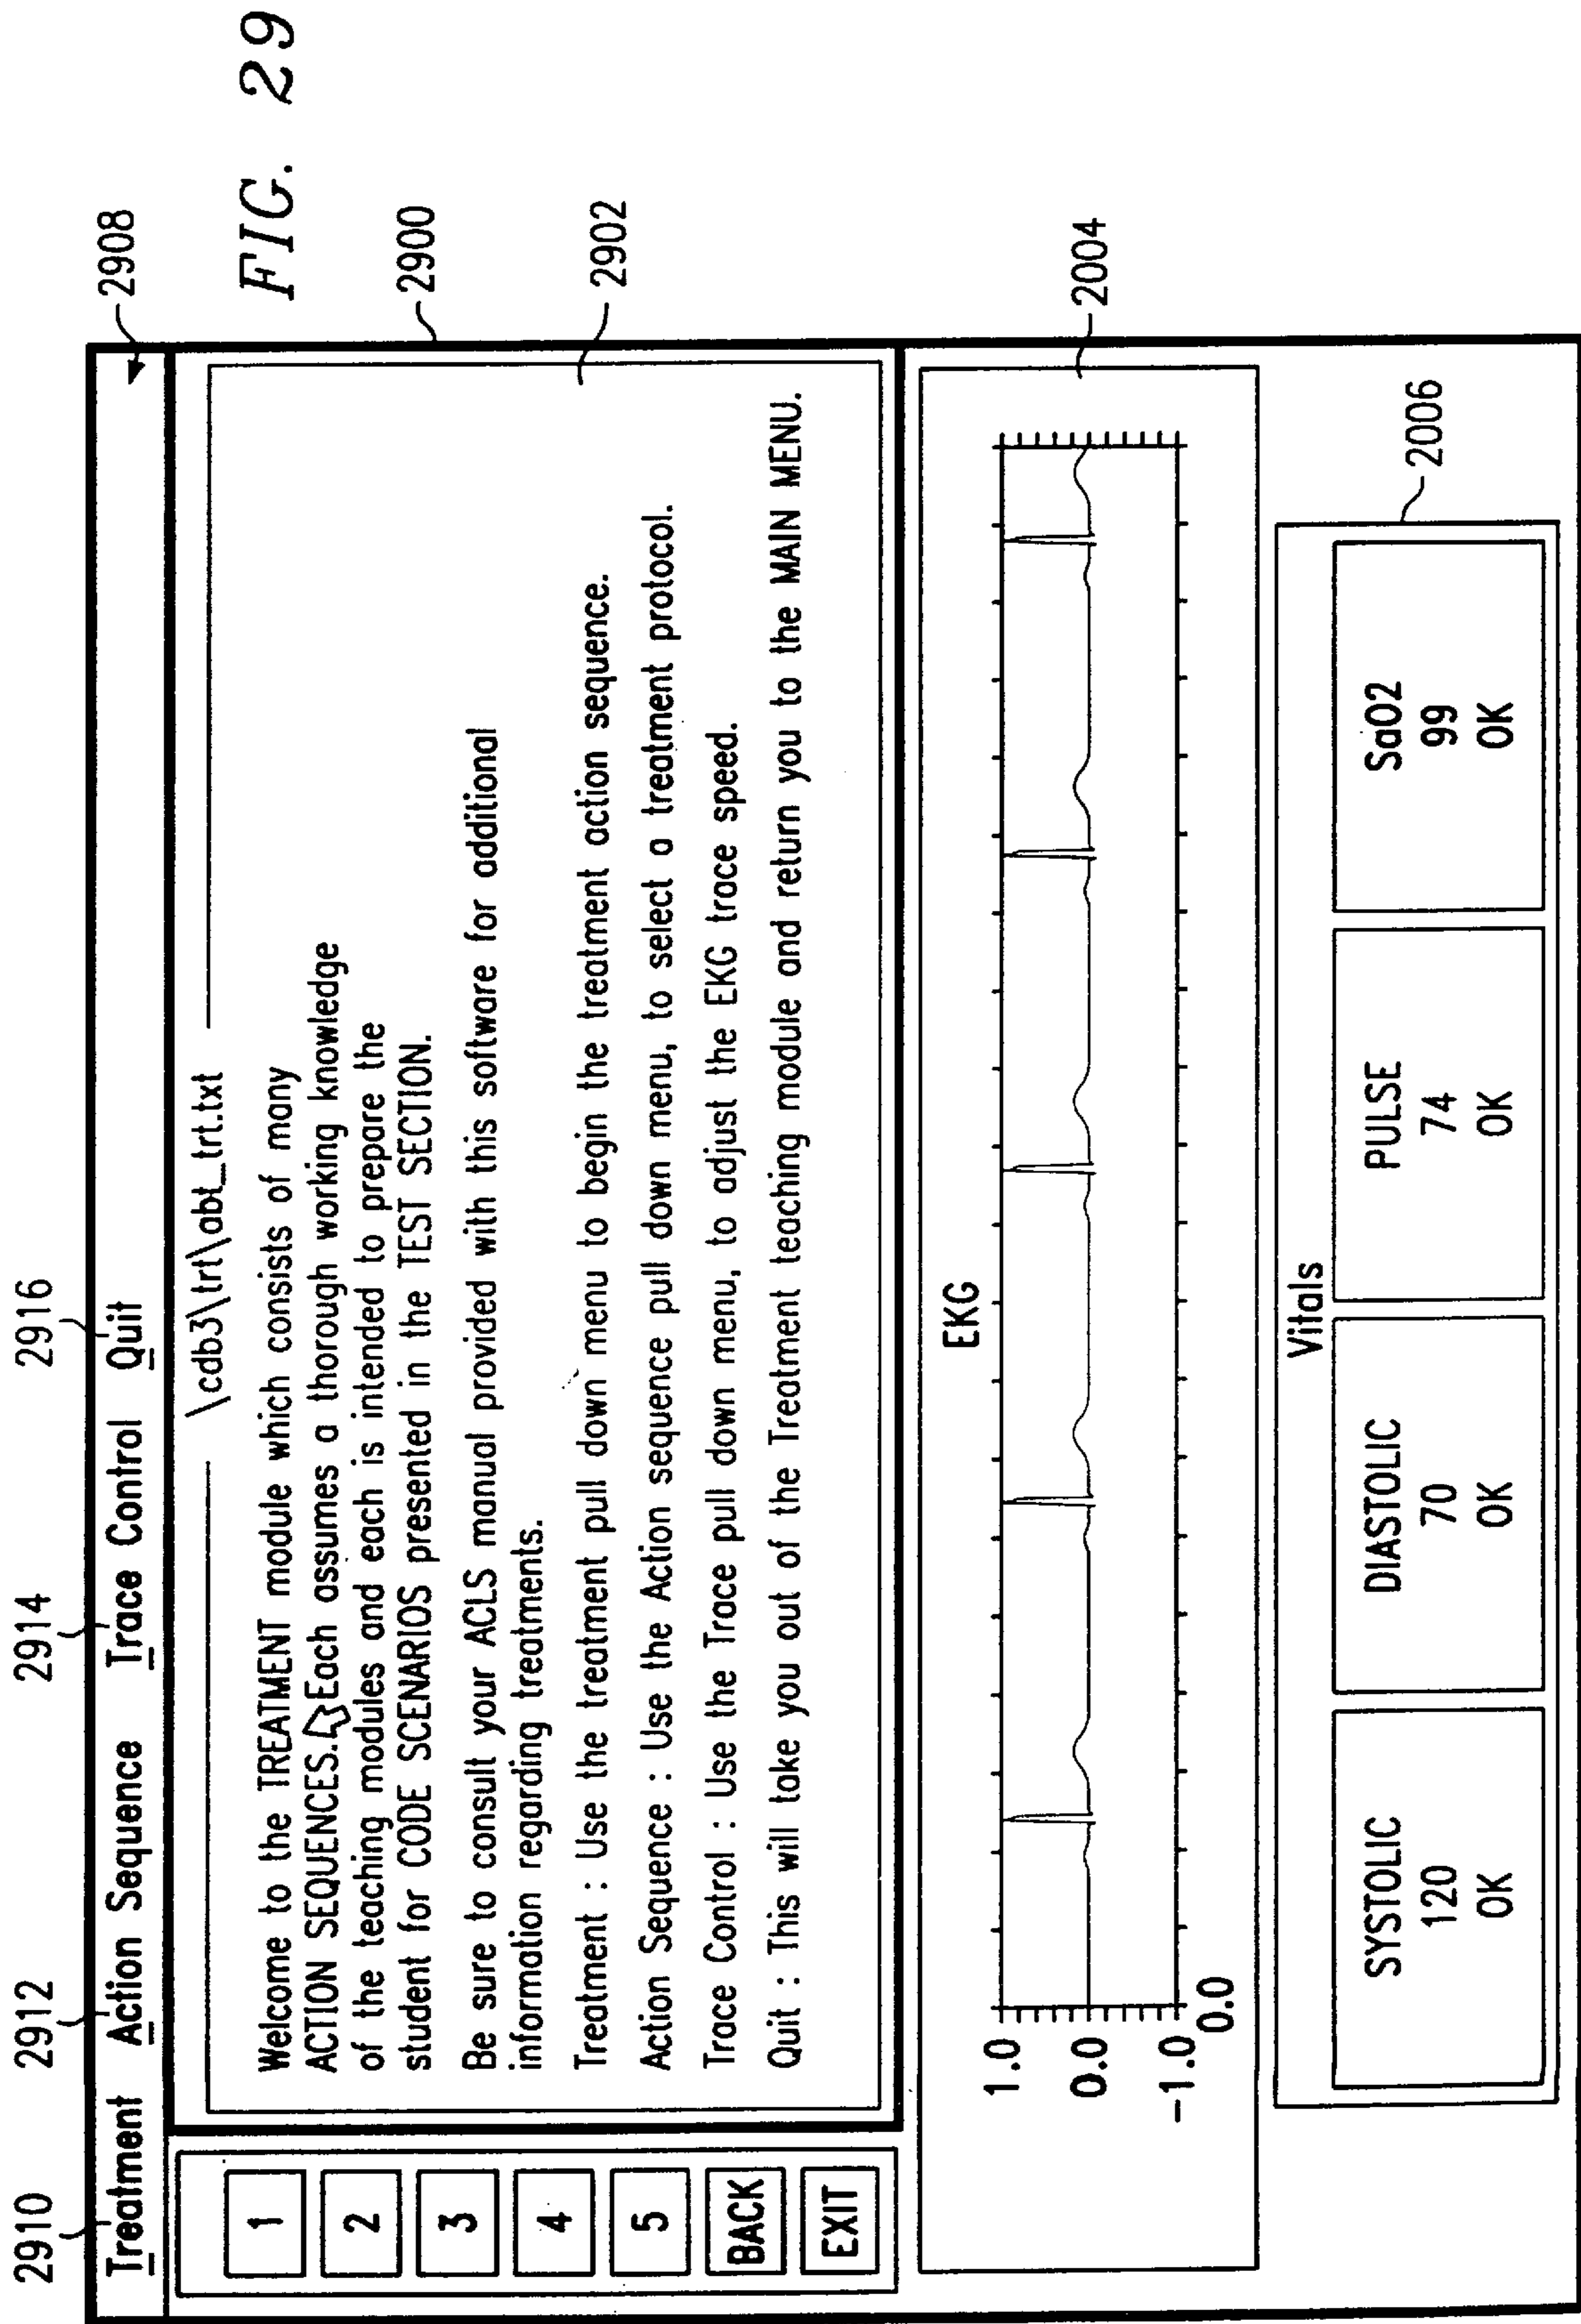 FIG. 29
2910 2912 2914 2916
2908
Treatment Action Sequence Trace Control Quit
\cdb3\trt\abt_trt.txt
2900
2902
1
2
3
4
5
BACK
EXIT
Welcome to the TREATMENT module which consists of many
ACTION SEQUENCES. Each assumes a thorough working knowledge
of the teaching modules and each is intended to prepare the
student for CODE SCENARIOS presented in the TEST SECTION.
Be sure to consult your ACLS manual provided with this software for additional
information regarding treatments.
Treatment : Use the treatment pull down menu to begin the treatment action sequence.
Action Sequence : Use the Action sequence pull down menu, to select a treatment protocol.
Trace Control : Use the Trace pull down menu, to adjust the EKG trace speed.
Quit : This will take you out of the Treatment teaching module and return you to the MAIN MENU.
EKG
1.0
0.0
-1.0
0.0
2004
Vitals
2006
SYSTOLIC
120
OK
DIASTOLIC
70
OK
PULSE
74
OK
SaO2
99
OK